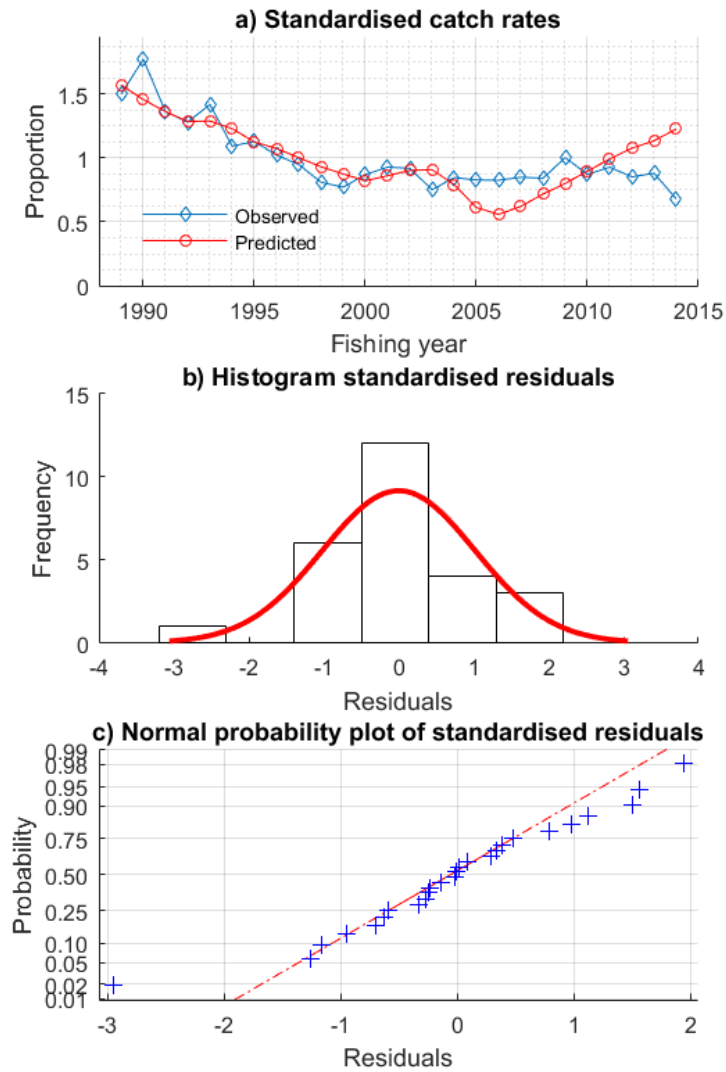 a) Standardised catch rates
1.5
1
0.5
0
Proportion
Observed
Predicted
1990 1995 2000 2005 2010 2015
Fishing year
b) Histogram standardised residuals
15
10
5
0
Frequency
-4 -3 -2 -1 0 1 2 3 4
Residuals
c) Normal probability plot of standardised residuals
0.99
0.98
0.95
0.90
0.75
0.50
0.25
0.10
0.05
0.02
0.01
Probability
-3 -2 -1 0 1 2
Residuals